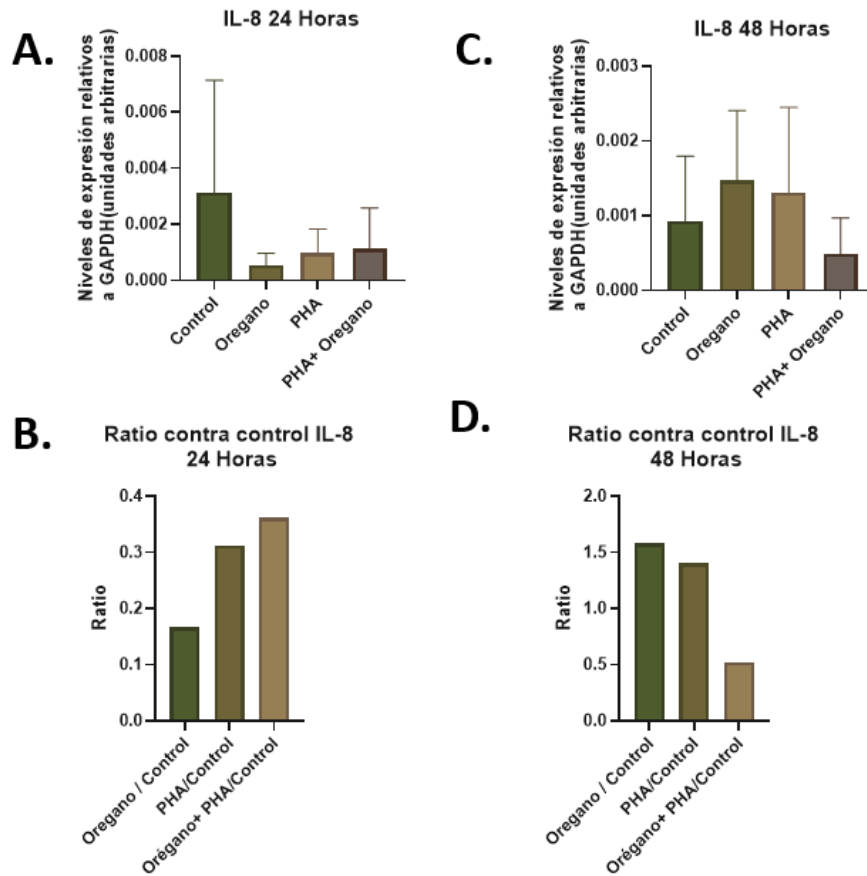 A.
IL-8 24 Horas
Niveles de expresión relativos
a GAPDH(unidades arbitrarias)
0.008
0.006
0.004
0.002
0.000
Control
Oregano
PHA
PHA+ Oregano
C.
IL-8 48 Horas
Niveles de expresión relativos
a GAPDH(unidades arbitrarias)
0.003
0.002
0.001
0.000
Control
Oregano
PHA
PHA+ Oregano
B.
Ratio contra control IL-8
24 Horas
Ratio
0.4
0.3
0.2
0.1
0.0
Oregano / Control
PHA/Control
Orégano+ PHA/Control
D.
Ratio contra control IL-8
48 Horas
Ratio
2.0
1.5
1.0
0.5
0.0
Oregano / Control
PHA/Control
Orégano+ PHA/Control